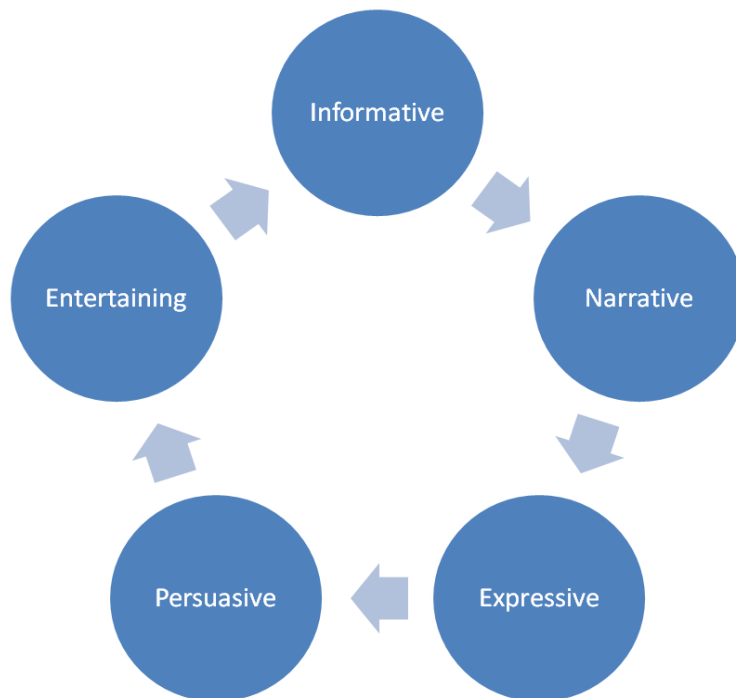 Informative
Narrative
Expressive
Persuasive
Entertaining